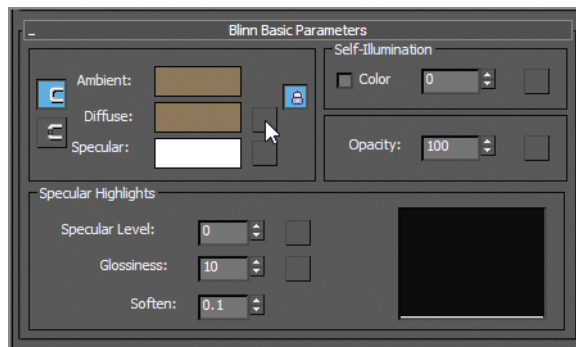 Blinn Basic Parameters
Self-Illumination
Ambient:
Color 0
Diffuse:
Specular:
Opacity: 100
Specular Highlights
Specular Level: 0
Glossiness: 10
Soften: 0.1